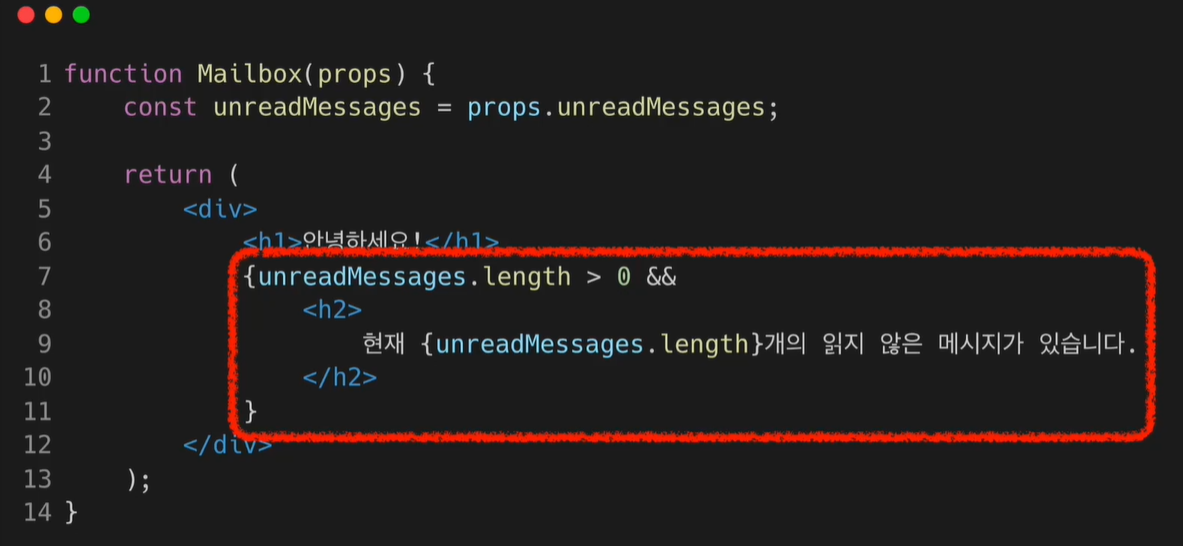 1 function Mailbox(props) {
2     const unreadMessages = props.unreadMessages;
3
4     return (
5         <div>
6             <h1>안녕하세요!</h1>
7             {unreadMessages.length > 0 &&
8                 <h2>
9                     현재 {unreadMessages.length}개의 읽지 않은 메시지가 있습니다.
10                 </h2>
11             }
12         </div>
13     );
14 }